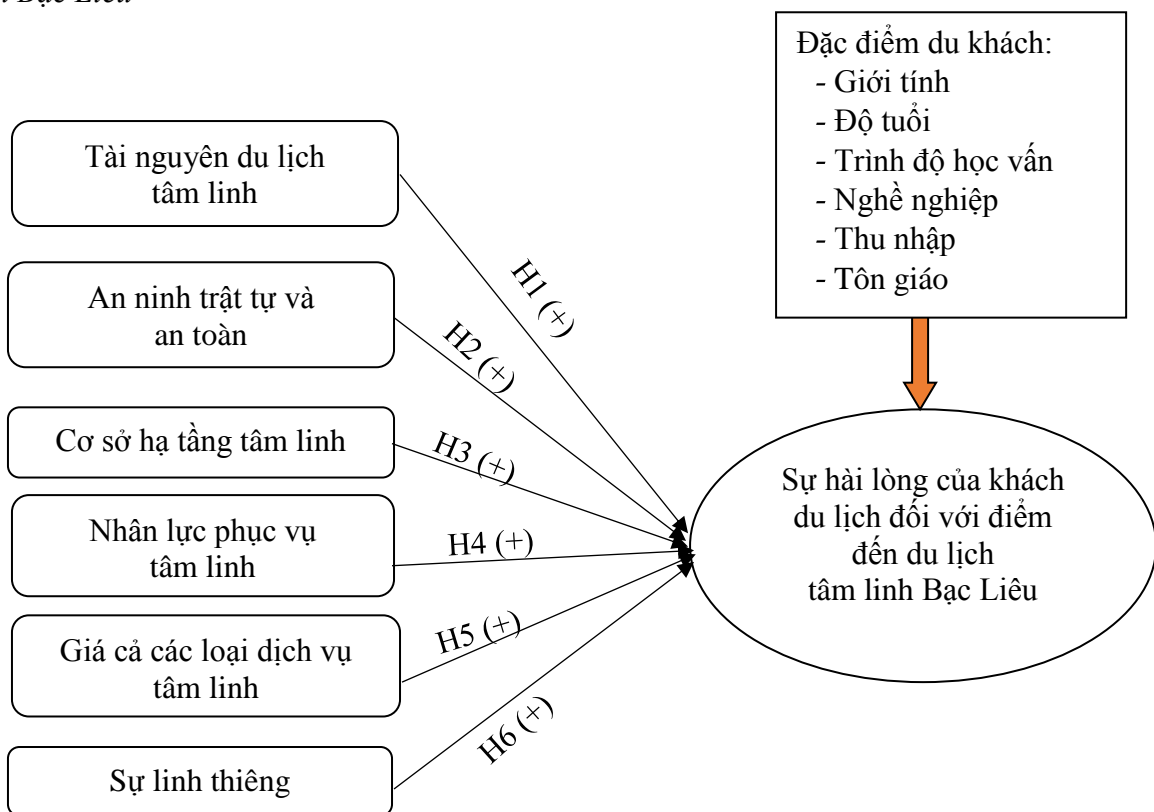 Bạc Liêu
Đặc điểm du khách:
- Giới tính
- Độ tuổi
- Trình độ học vấn
- Nghề nghiệp
- Thu nhập
- Tôn giáo
Tài nguyên du lịch
tâm linh
An ninh trật tự và
an toàn
Cơ sở hạ tầng tâm linh
Nhân lực phục vụ
tâm linh
Giá cả các loại dịch vụ
tâm linh
Sự linh thiêng
H1 (+)
H2 (+)
H3 (+)
H4 (+)
H5 (+)
H6 (+)
Sự hài lòng của khách
du lịch đối với điểm
đến du lịch
tâm linh Bạc Liêu